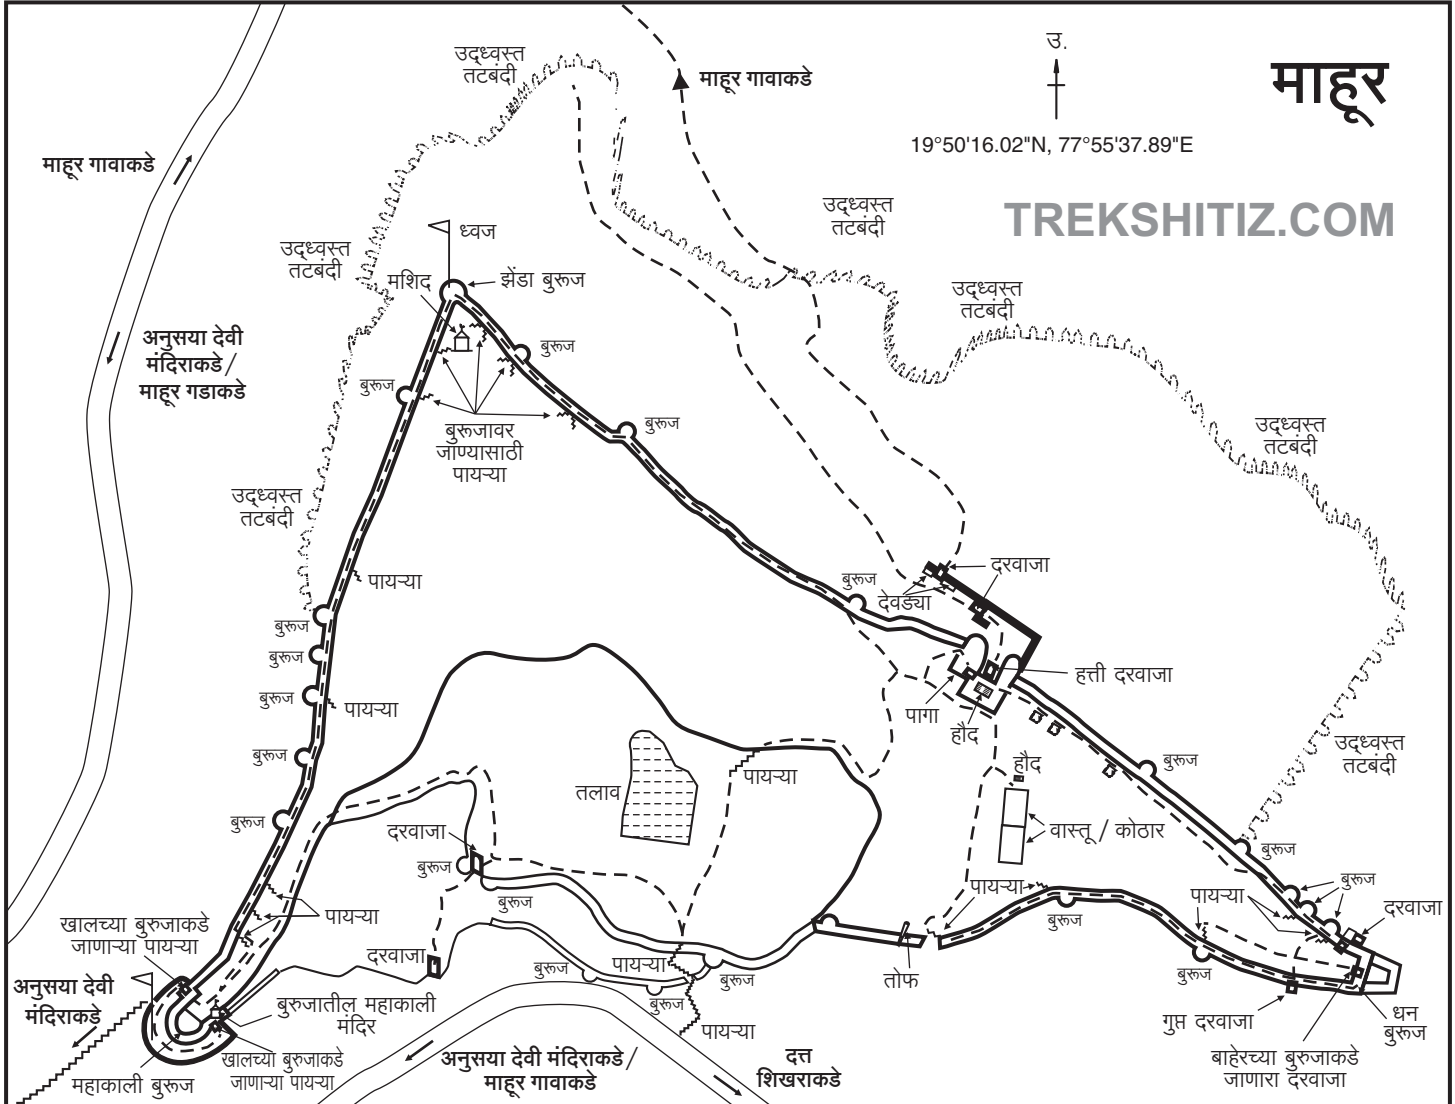 उद्ध्वस्त
तटबंदी
माहूर गावाकडे
उ.
माहूर
19°50'16.02"N, 77°55'37.89"E
माहूर गावाकडे
उद्ध्वस्त
तटबंदी
TREKSHITIZ.COM
ध्वज
उद्ध्वस्त
तटबंदी
मशिद
झेंडा बुरूज
उद्ध्वस्त
तटबंदी
अनुसया देवी
मंदिराकडे/
माहूर गडाकडे
बुरूज
बुरूज
बुरूज
बुरूजावर
जाण्यासाठी
पायऱ्या
उद्ध्वस्त
तटबंदी
उद्ध्वस्त
तटबंदी
पायऱ्या
बुरूज
देवड्या
दरवाजा
बुरूज
बुरूज
बुरूज
पायऱ्या
हत्ती दरवाजा
पागा
हौद
बुरूज
उद्ध्वस्त
तटबंदी
बुरूज
पायऱ्या
हौद
तलाव
बुरूज
दरवाजा
वास्तू / कोठार
बुरूज
बुरूज
बुरूज
पायऱ्या
पायऱ्या
बुरूज
दरवाजा
बुरूज
पायऱ्या
पायऱ्या
बुरूज
खालच्या बुरुजाकडे
जाणाऱ्या पायऱ्या
दरवाजा
बुरूज
पायऱ्या
बुरूज
बुरूज
तोफ
बुरूज
अनुसया देवी
मंदिराकडे
बुरुजातील महाकाली
मंदिर
पायऱ्या
गुप्त दरवाजा
धन
बुरूज
महाकाली बुरूज
खालच्या बुरुजाकडे
जाणाऱ्या पायऱ्या
अनुसया देवी मंदिराकडे/
माहूर गावाकडे
दत्त
शिखराकडे
बाहेरच्या बुरुजाकडे
जाणारा दरवाजा